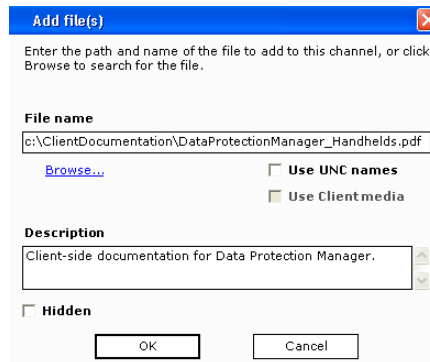 Add file(s)
Enter the path and name of the file to add to this channel, or click
Browse to search for the file.
File name
c:\ClientDocumentation\DataProtectionManager_Handhelds.pdf
Browse...
Use UNC names
Use Client media
Description
Client-side documentation for Data Protection Manager.
Hidden
OK
Cancel